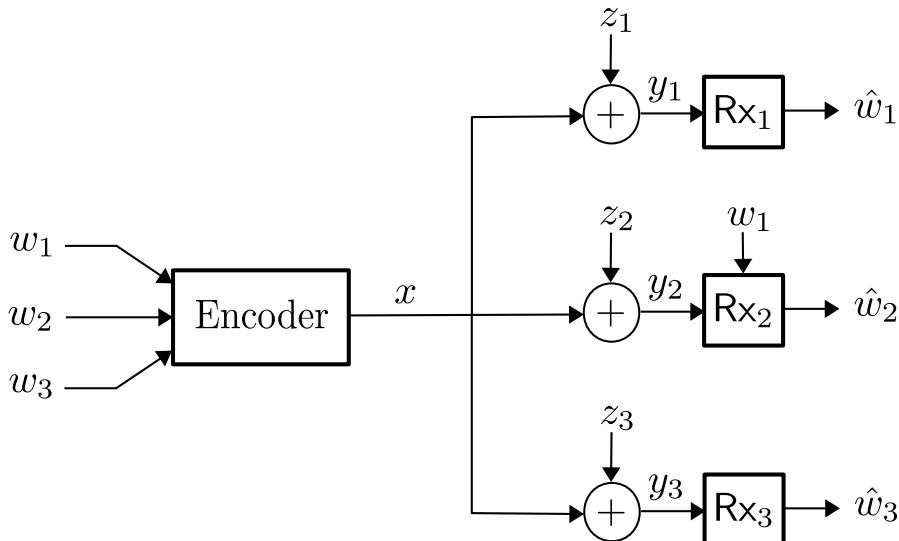 z₁
y₁
Rx₁
ŵ₁
w₁
w₂
w₃
Encoder
x
z₂
w₁
y₂
Rx₂
ŵ₂
z₃
y₃
Rx₃
ŵ₃